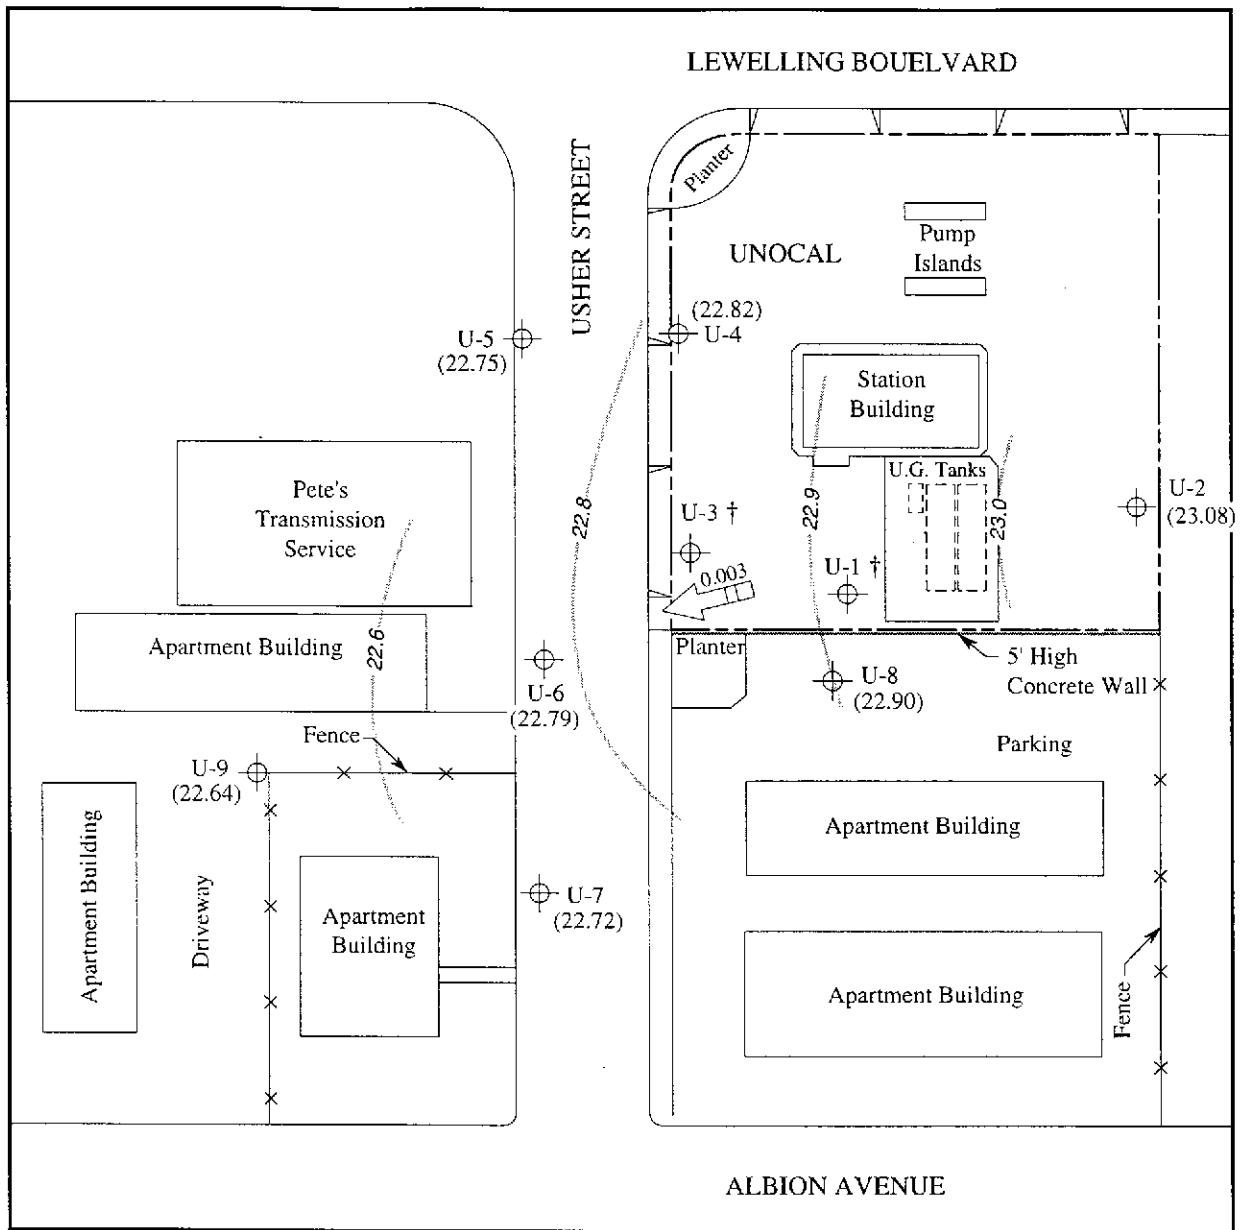 LEWELLING BOUELVARD
USHER STREET
Planter
UNOCAL
Pump
Islands
(22.82)
U-4
U-5
(22.75)
Station
Building
U.G. Tanks
22.8
22.9
23.0
U-2
(23.08)
Pete's
Transmission
Service
U-3 †
U-1 †
0.003
22.6
Apartment Building
Planter
5' High
Concrete Wall
U-6
(22.79)
U-8
(22.90)
Fence
Parking
U-9
(22.64)
Apartment Building
Apartment Building
Driveway
Apartment
Building
U-7
(22.72)
Apartment Building
Fence
ALBION AVENUE